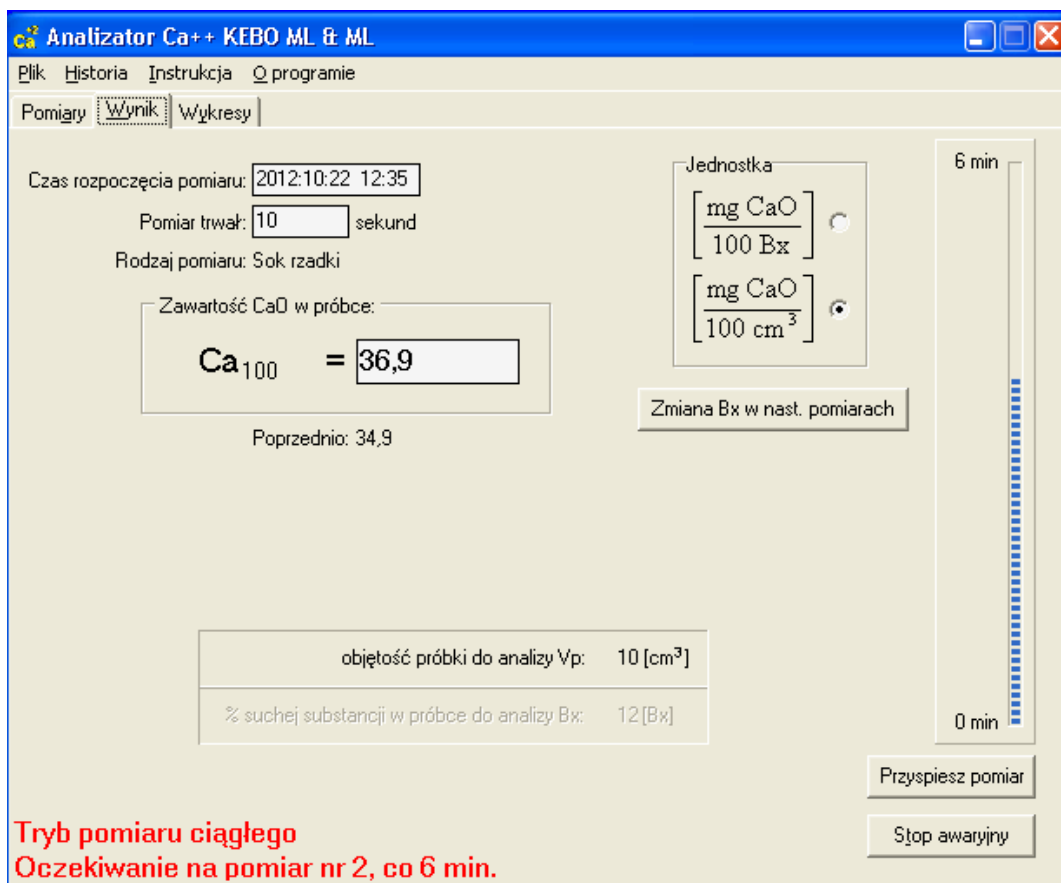 Ca+2 Analizator Ca++ KEBO ML & ML
Plik Historia Instrukcja O programie
Pomiary Wynik Wykresy
Czas rozpoczęcia pomiaru: 2012:10:22 12:35
Pomiar trwał: 10 sekund
Rodzaj pomiaru: Sok rzadki
Zawartość CaO w próbce:
Ca100 = 36,9
Poprzednio: 34,9
Jednostka
[mg CaO
100 Bx]
[mg CaO
100 cm³]
Zmiana Bx w nast. pomiarach
6 min
0 min
objętość próbki do analizy Vp: 10 [cm³]
% suchej substancji w próbce do analizy Bx: 12 [Bx]
Przyspiesz pomiar
Stop awaryjny
Tryb pomiaru ciągłego
Oczekiwanie na pomiar nr 2, co 6 min.